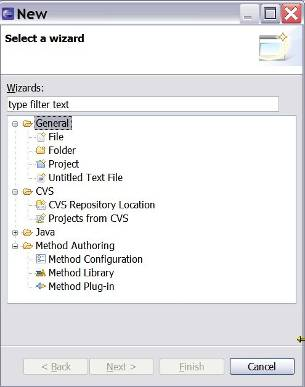 New
Select a wizard
Wizards:
type filter text
General
File
Folder
Project
Untitled Text File
CVS
CVS Repository Location
Projects from CVS
Java
Method Authoring
Method Configuration
Method Library
Method Plug-in
< Back Next > Finish Cancel